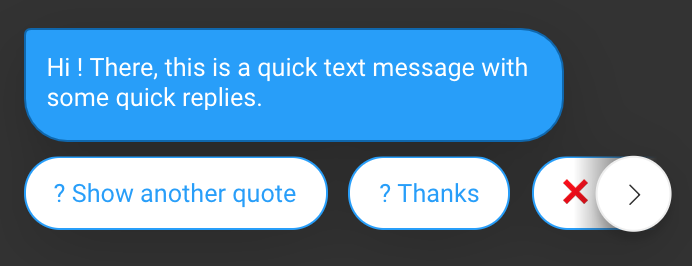 Hi ! There, this is a quick text message with
some quick replies.
? Show another quote
? Thanks